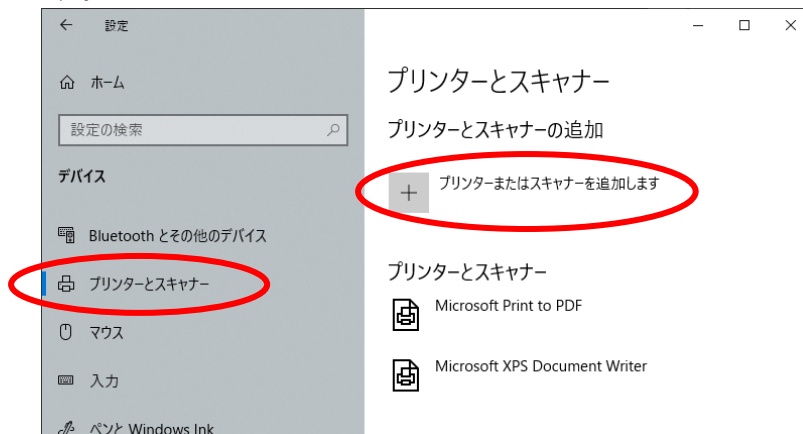 設定
ホーム
設定の検索
デバイス
Bluetooth とその他のデバイス
プリンターとスキャナー
マウス
入力
ペンと Windows Ink
プリンターとスキャナー
プリンターとスキャナーの追加
プリンターまたはスキャナーを追加します
プリンターとスキャナー
Microsoft Print to PDF
Microsoft XPS Document Writer